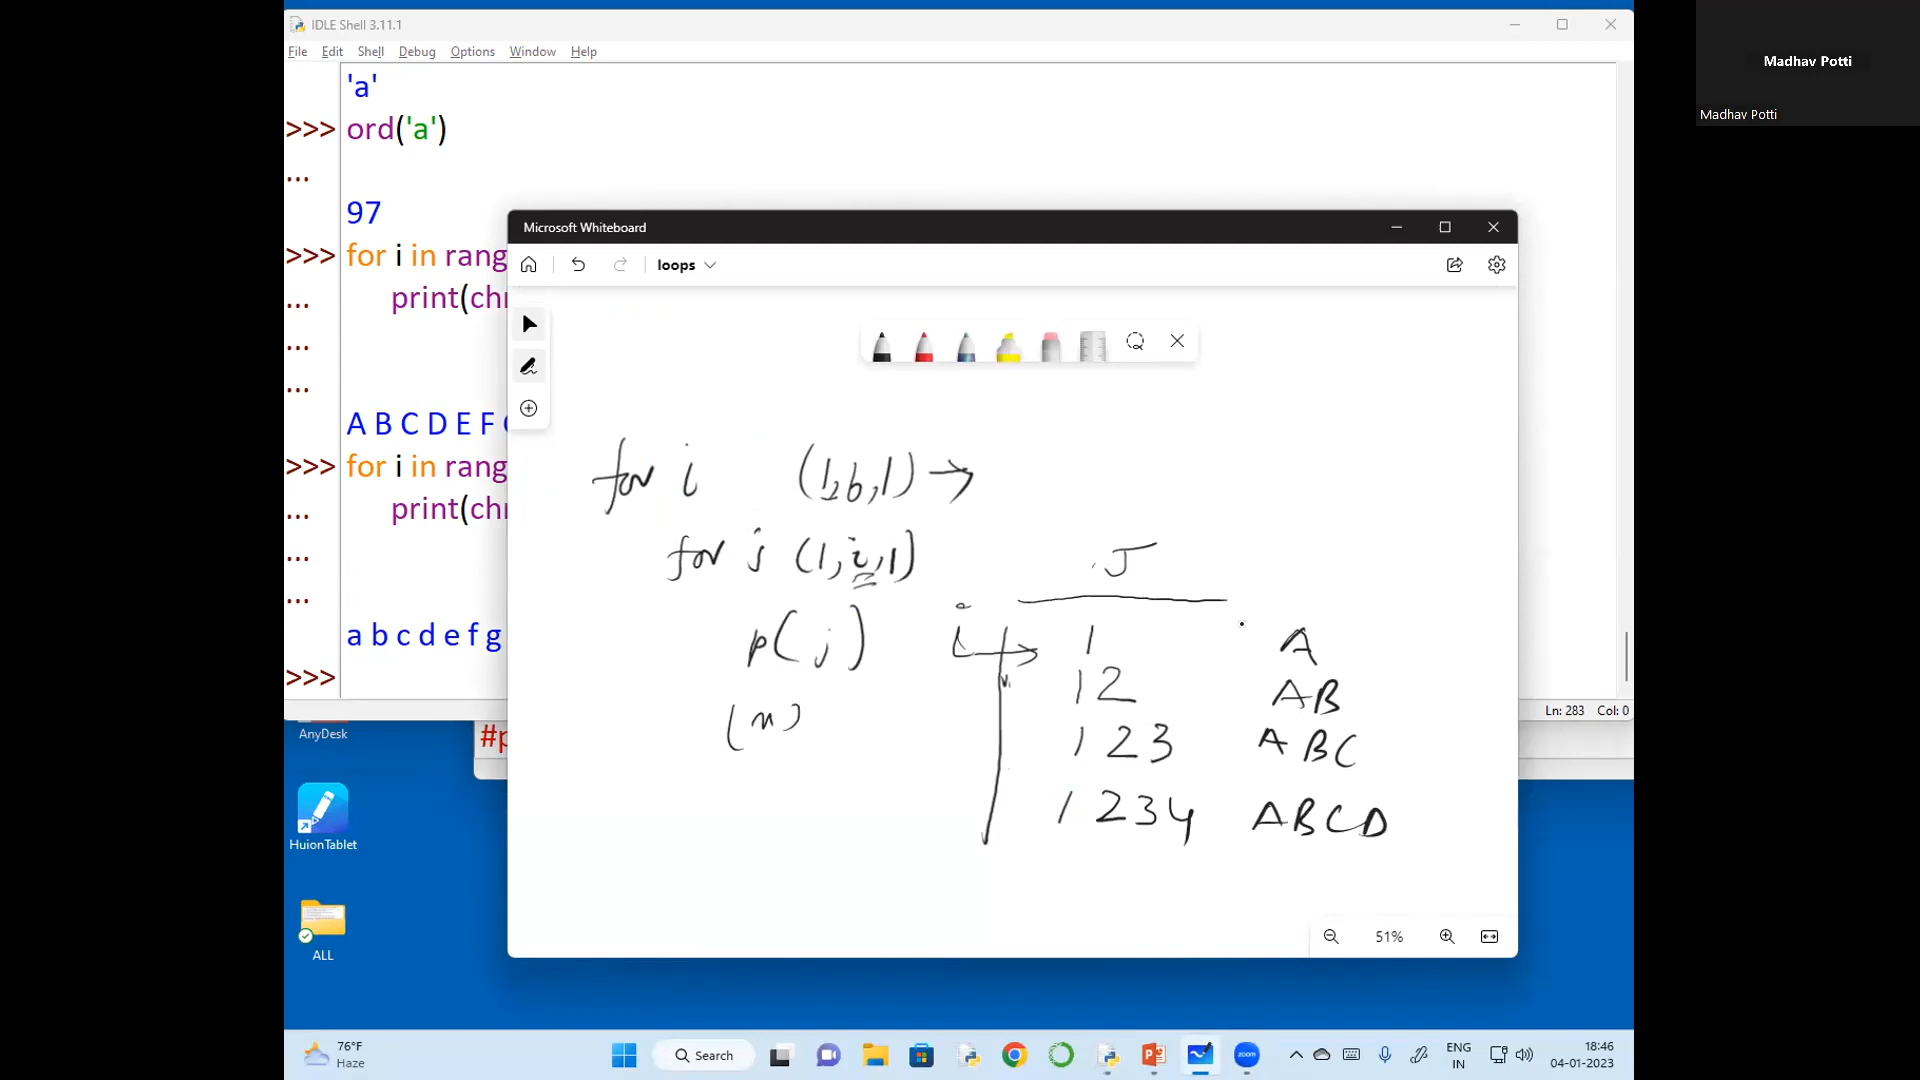 IDLE Shell 3.11.1
File Edit Shell Debug Options Window Help
'a'
>>> ord('a')
...
97
>>> for i in rang
... print(ch
...
...
A B C D E F
>>> for i in rang
... print(ch
...
...
a b c d e f g
>>>
Ln: 283 Col: 0
#p
Microsoft Whiteboard
loops
for i (1,6,1) →
for j (1,i,1)
p(j)
(n)
J
i → 1 A
1 2 AB
1 2 3 ABC
1 2 3 4 ABCD
51%
AnyDesk
HuionTablet
ALL
76°F
Haze
Search
zoom
ENG
IN
18:46
04-01-2023
Madhav Potti
Madhav Potti